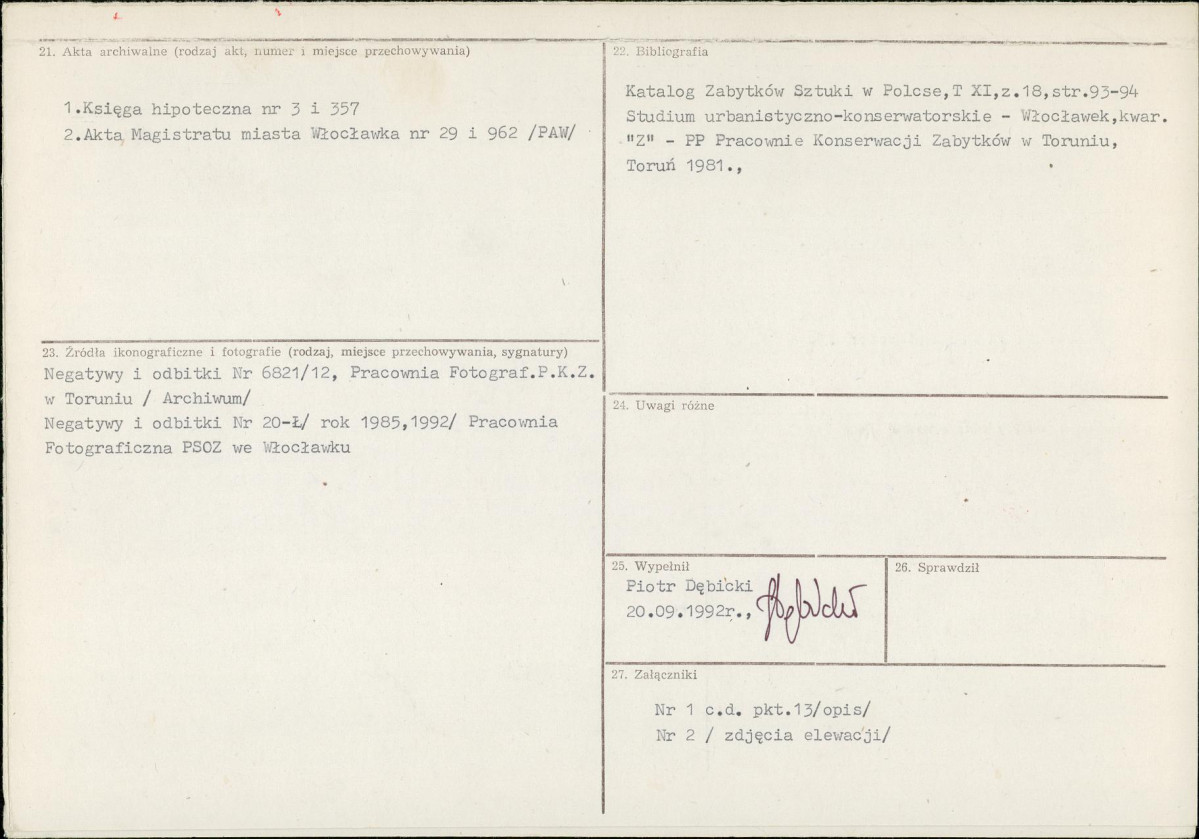 21. Akta archiwalne (rodzaj akt, numer i miejsce przechowywania)
1.Księga hipoteczna nr 3 i 357
2.Akta Magistratu miasta Włocławka nr 29 i 962 /PAW/
22. Bibliografia
Katalog Zabytków Sztuki w Polcse,T XI,z.18,str.93-94
Studium urbanistyczno-konserwatorskie - Włocławek,kwar.
"Z" - PP Pracownie Konserwacji Zabytków w Toruniu,
Toruń 1981.,
23. Źródła ikonograficzne i fotografie (rodzaj, miejsce przechowywania, sygnatury)
Negatywy i odbitki Nr 6821/12, Pracownia Fotograf.P.K.Z.
w Toruniu / Archiwum/
Negatywy i odbitki Nr 20-Ł/ rok 1985,1992/ Pracownia
Fotograficzna PSOZ we Włocławku
24. Uwagi różne
25. Wypełnił
Piotr Dębicki
20.09.1992r.,
26. Sprawdził
27. Załączniki
Nr 1 c.d. pkt.13/opis/
Nr 2 / zdjęcia elewacji/